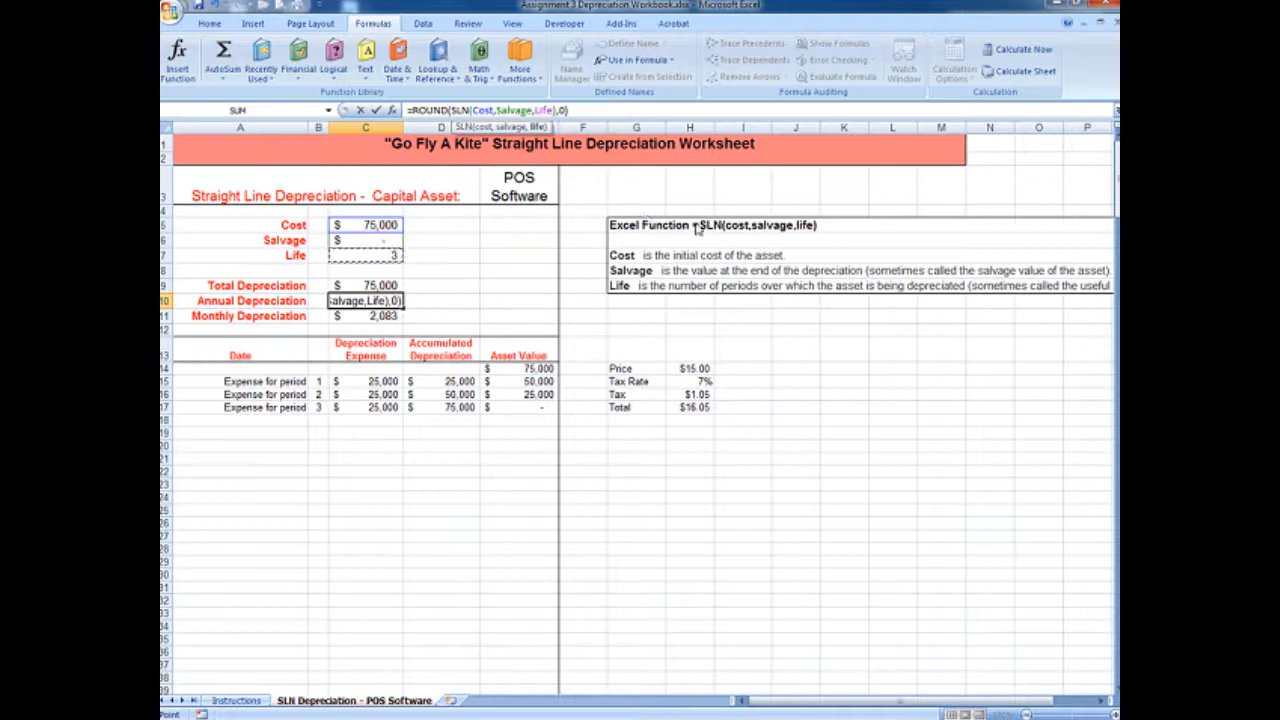 Assignment 3 Depreciation Workbook.xlsx - Microsoft Excel
Home Insert Page Layout Formulas Data Review View Developer Add-Ins Acrobat
Insert Function
AutoSum
Recently Used
Financial
Logical
Text
Date & Time
Lookup & Reference
Math & Trig
More Functions
Function Library
Name Manager
Define Name
Use in Formula
Create from Selection
Defined Names
Trace Precedents
Trace Dependents
Remove Arrows
Show Formulas
Error Checking
Evaluate Formula
Formula Auditing
Watch Window
Calculation Options
Calculate Now
Calculate Sheet
Calculation
SUM =ROUND(SLN(Cost,Salvage,Life),0)
SLN(cost, salvage, life)
A B C D E F G H I J K L M N O P
"Go Fly A Kite" Straight Line Depreciation Worksheet
Straight Line Depreciation - Capital Asset: POS Software
Cost $ 75,000
Salvage $ -
Life 3
Total Depreciation $ 75,000
Annual Depreciation Salvage,Life),0)
Monthly Depreciation $ 2,083
Excel Function =SLN(cost,salvage,life)
Cost is the initial cost of the asset.
Salvage is the value at the end of the depreciation (sometimes called the salvage value of the asset).
Life is the number of periods over which the asset is being depreciated (sometimes called the useful
Date Depreciation Expense Accumulated Depreciation Asset Value
$ 75,000
Expense for period 1 $ 25,000 $ 25,000 $ 50,000
Expense for period 2 $ 25,000 $ 50,000 $ 25,000
Expense for period 3 $ 25,000 $ 75,000 $ -
Price $15.00
Tax Rate 7%
Tax $1.05
Total $16.05
Instructions SLN Depreciation - POS Software
Point